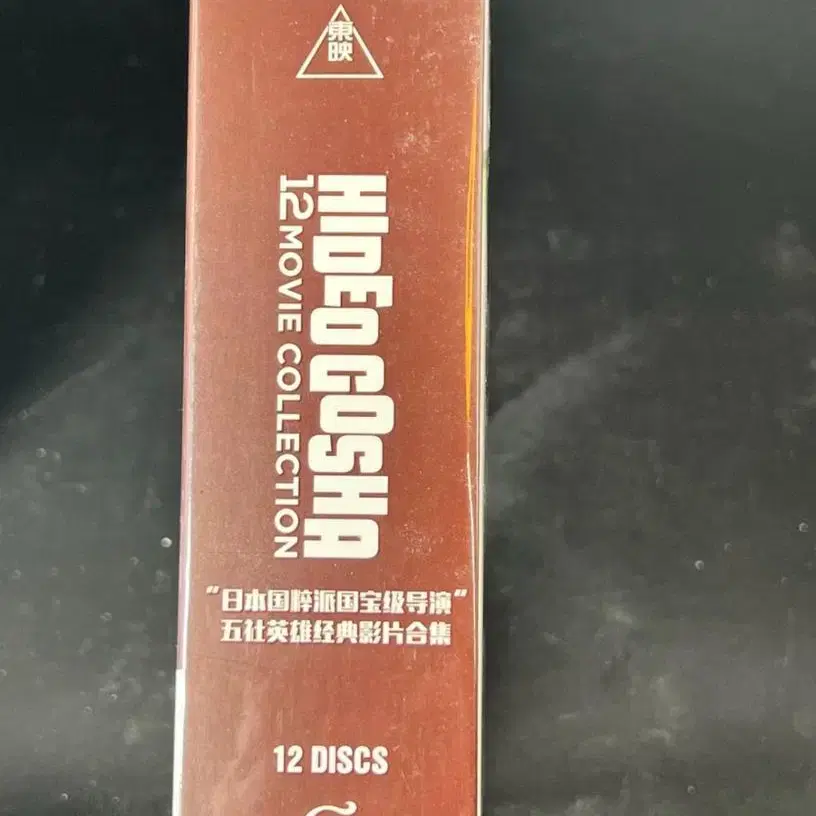 東映
HIDEO GOSHA
12 MOVIE COLLECTION
“日本国粹派国宝级导演”
五社英雄经典影片合集
12 DISCS